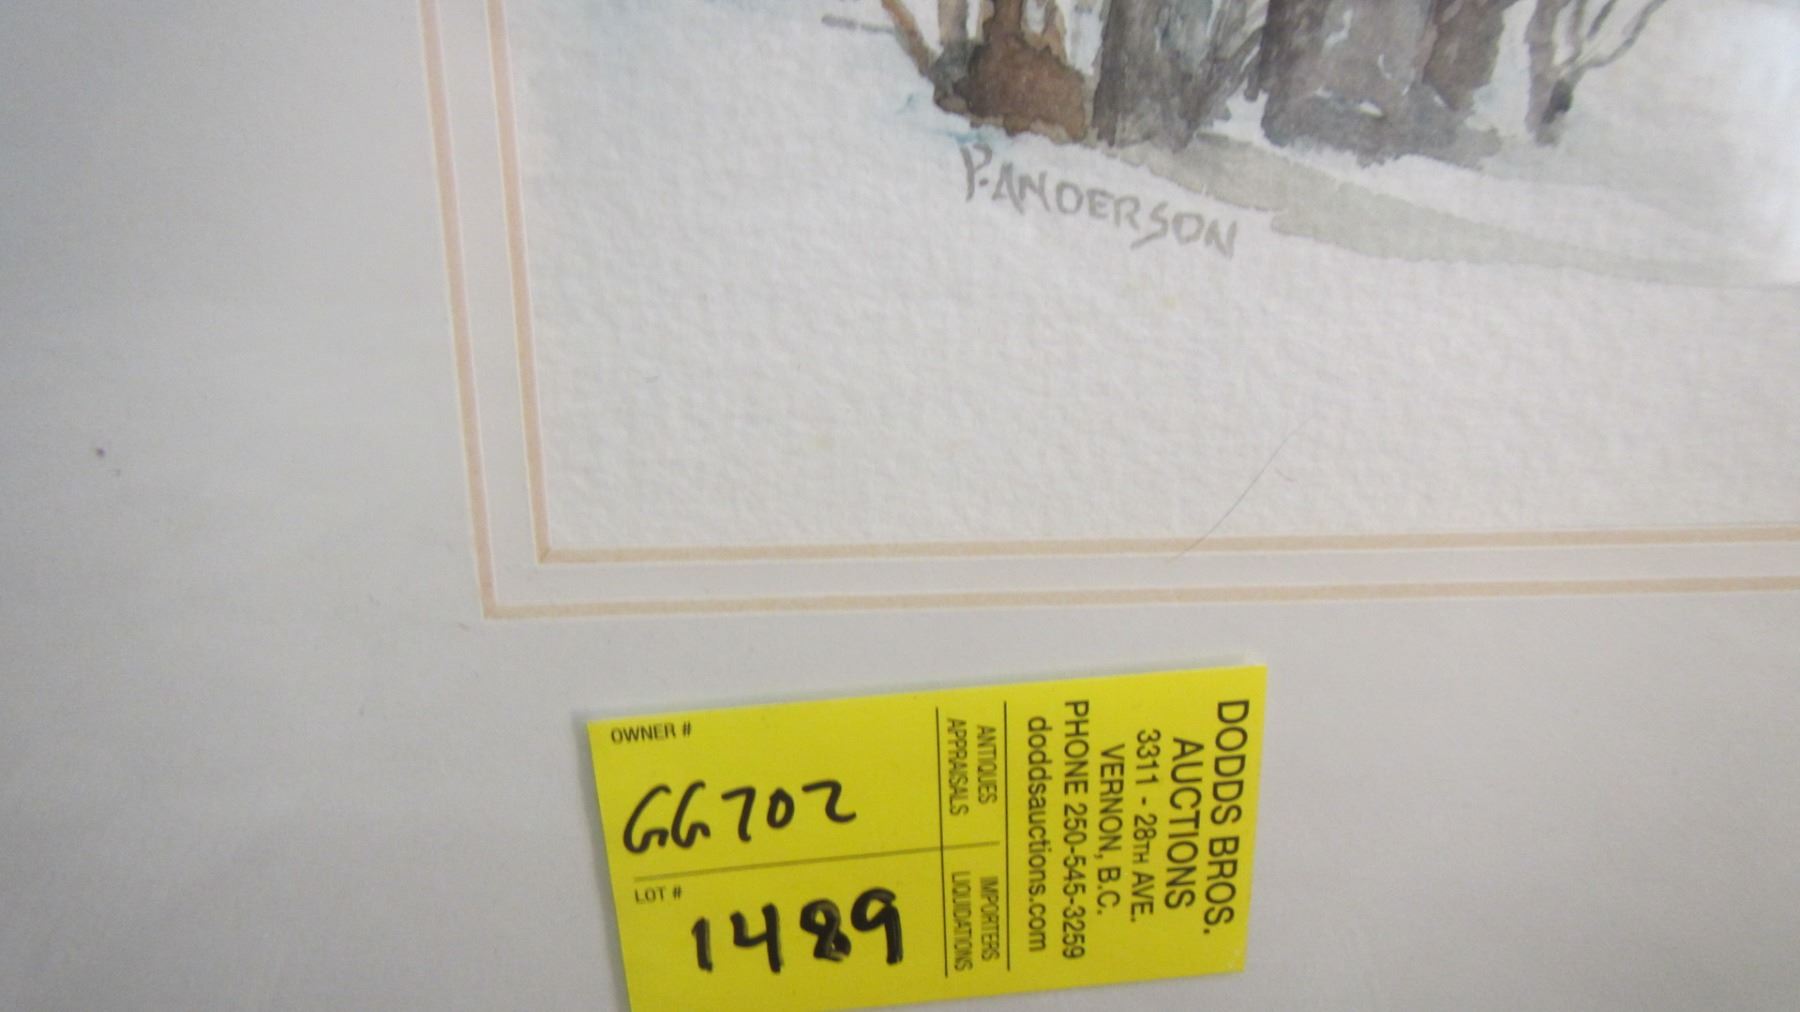 P. ANDERSON
DODDS BROS.
AUCTIONS
3311 - 28TH AVE.
VERNON, B.C.
PHONE 250-545-3259
doddsauctions.com
ANTIQUES
APPRAISALS
IMPORTERS
LIQUIDATIONS
OWNER #
GG702
LOT #
1489